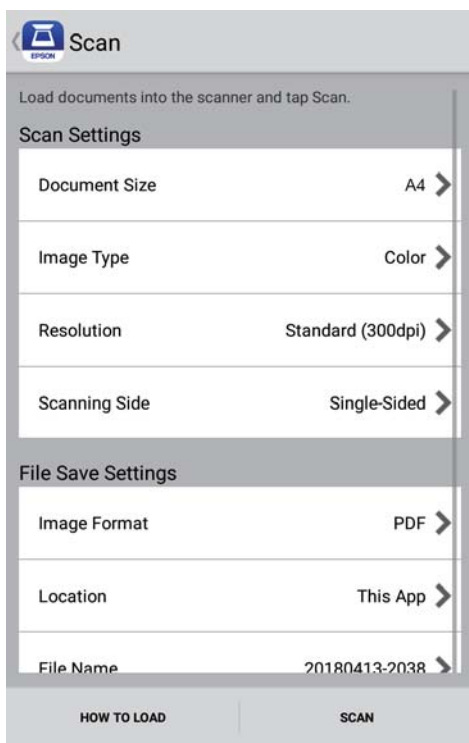 EPSON
Scan
Load documents into the scanner and tap Scan.
Scan Settings
Document Size A4
Image Type Color
Resolution Standard (300dpi)
Scanning Side Single-Sided
File Save Settings
Image Format PDF
Location This App
File Name 20180413-2038
HOW TO LOAD SCAN